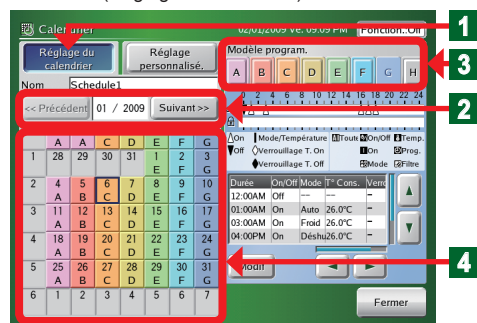 Calendrier
02/01/2009 Ve. 09:09 PM
Fonction.:Off
Réglage du calendrier
Réglage personnalisé.
Modèle program.
A B C D E F G H
Nom Schedule1
<< Précédent 01 / 2009 Suivant >>
0 2 4 6 8 10 12 14 16 18 20 22 24
On Mode/Température Toute On/Off Temp.
Off Verrouillage T. On On Prog.
Verrouillage T. Off Mode Filtre
A A C D E F G
1 28 29 30 31 1 2 3
E F G
2 4 5 6 7 8 9 10
A B C D E F G
3 11 12 13 14 15 16 17
A B C D E F G
4 18 19 20 21 22 23 24
A B C D E F G
5 25 26 27 28 29 30 31
A B C D E F G
6 1 2 3 4 5 6 7
Durée On/Off Mode T° Cons. Verro
12:00AM Off -- --
01:00AM On Auto 26.0°C
03:00AM On Froid 26.0°C
04:00PM On Déshu 26.0°C
Modif
Fermer
1
3
2
4